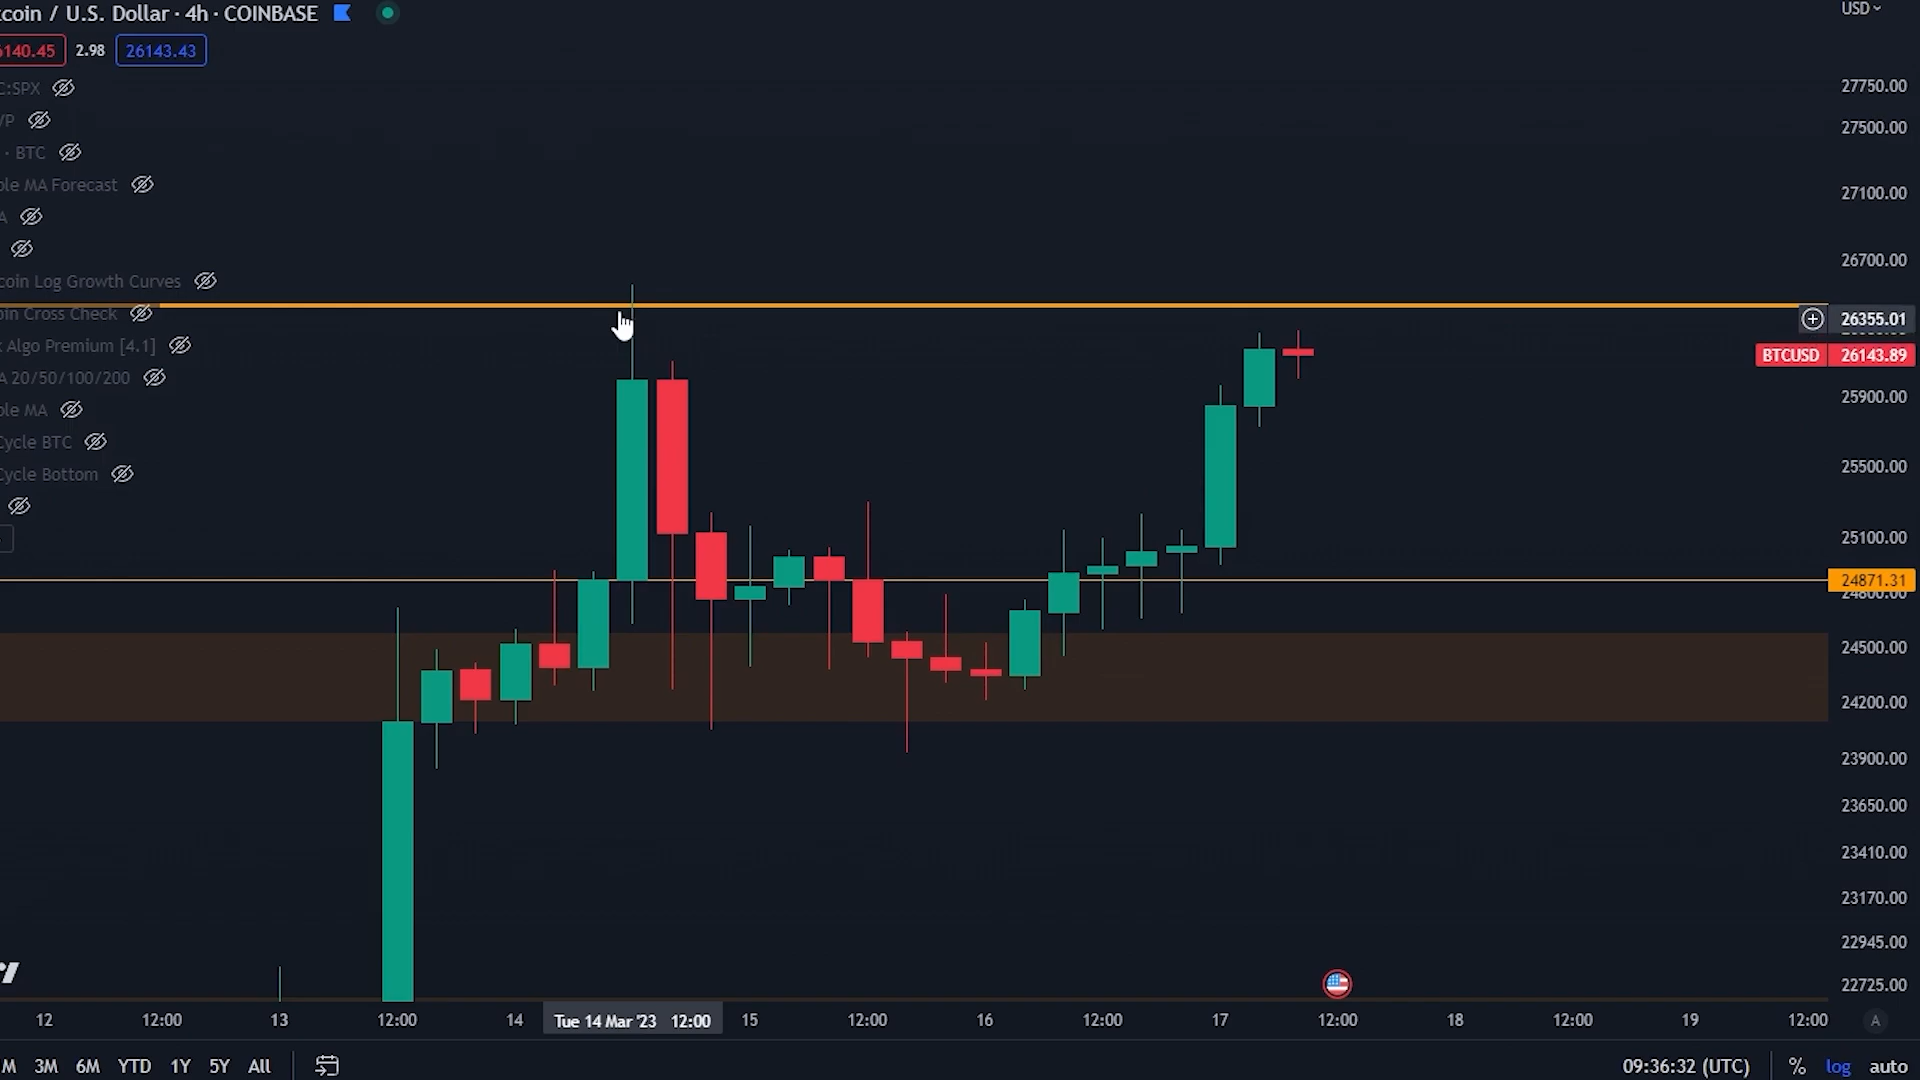 coin / U.S. Dollar · 4h · COINBASE
USD
6140.45 2.98 26143.43
C:SPX
VP
· BTC
ble MA Forecast
A
coin Log Growth Curves
oin Cross Check
k Algo Premium [4.1]
A 20/50/100/200
ble MA
Cycle BTC
Cycle Bottom
27750.00
27500.00
27100.00
26700.00
26355.01
BTCUSD 26143.89
25900.00
25500.00
25100.00
24871.31
24800.00
24500.00
24200.00
23900.00
23650.00
23410.00
23170.00
22945.00
22725.00
12 12:00 13 12:00 14 Tue 14 Mar '23 12:00 15 12:00 16 12:00 17 12:00 18 12:00 19 12:00 A
M 3M 6M YTD 1Y 5Y All 09:36:32 (UTC) % log auto